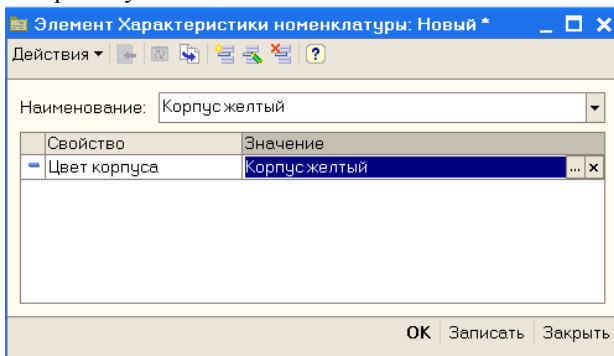 Элемент Характеристики номенклатуры: Новый *
Действия
Наименование: Корпус желтый
Свойство Значение
Цвет корпуса Корпус желтый ... x
OK Записать Закрыть